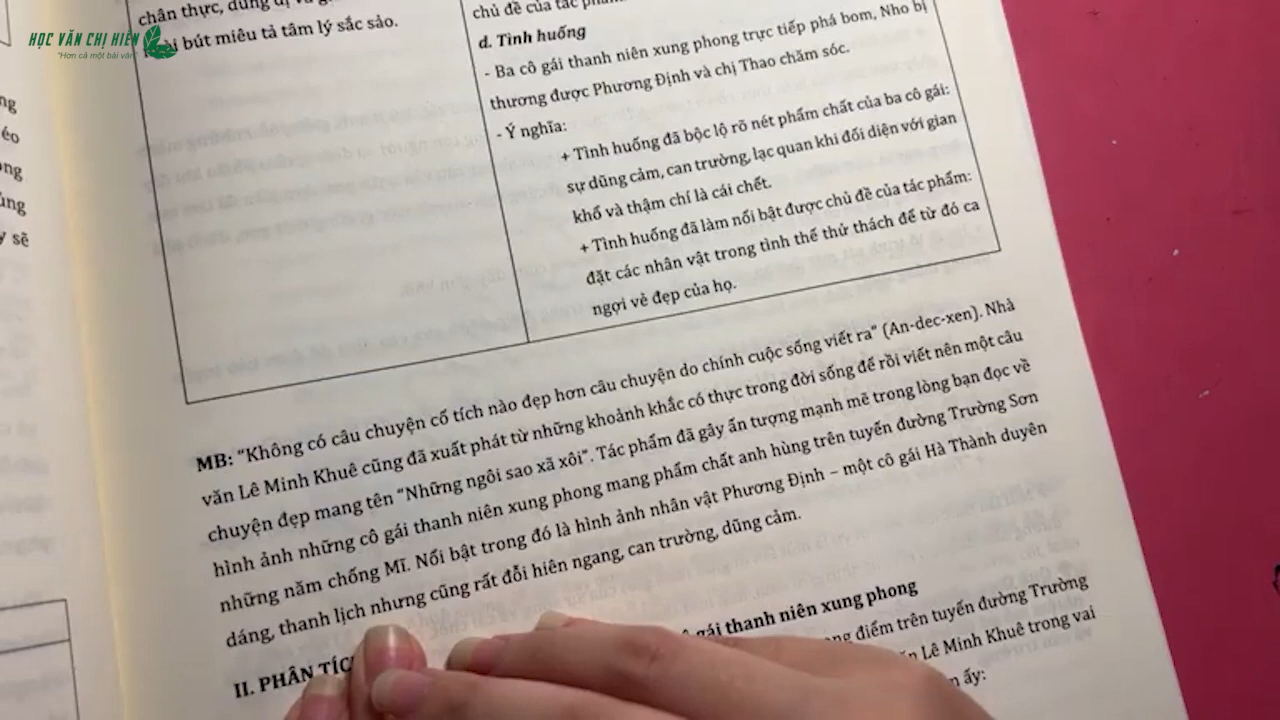 HỌC VĂN CHỊ HIÊN
"Hơn cả một bài văn"
ng
éo
ong
ủng
y sẽ
chân thực, dung dị và
bút miêu tả tâm lý sắc sảo.
chủ đề của tác phẩm
d. Tình huống
- Ba cô gái thanh niên xung phong trực tiếp phá bom, Nho bị
thương được Phương Định và chị Thao chăm sóc.
- Ý nghĩa:
+ Tình huống đã bộc lộ rõ nét phẩm chất của ba cô gái:
sự dũng cảm, can trường, lạc quan khi đối diện với gian
khổ và thậm chí là cái chết.
+ Tình huống đã làm nổi bật được chủ đề của tác phẩm:
đặt các nhân vật trong tình thế thử thách để từ đó ca
ngợi vẻ đẹp của họ.
MB: "Không có câu chuyện cổ tích nào đẹp hơn câu chuyện do chính cuộc sống viết ra" (An-dec-xen). Nhà
văn Lê Minh Khuê cũng đã xuất phát từ những khoảnh khắc có thực trong đời sống để rồi viết nên một câu
chuyện đẹp mang tên "Những ngôi sao xã xôi". Tác phẩm đã gây ấn tượng mạnh mẽ trong lòng bạn đọc về
hình ảnh những cô gái thanh niên xung phong mang phẩm chất anh hùng trên tuyến đường Trường Sơn
những năm chống Mĩ. Nổi bật trong đó là hình ảnh nhân vật Phương Định – một cô gái Hà Thành duyên
dáng, thanh lịch nhưng cũng rất đỗi hiên ngang, can trường, dũng cảm.
II. PHÂN TÍC
gái thanh niên xung phong
điểm trên tuyến đường Trường
Lê Minh Khuê trong vai
ấy: